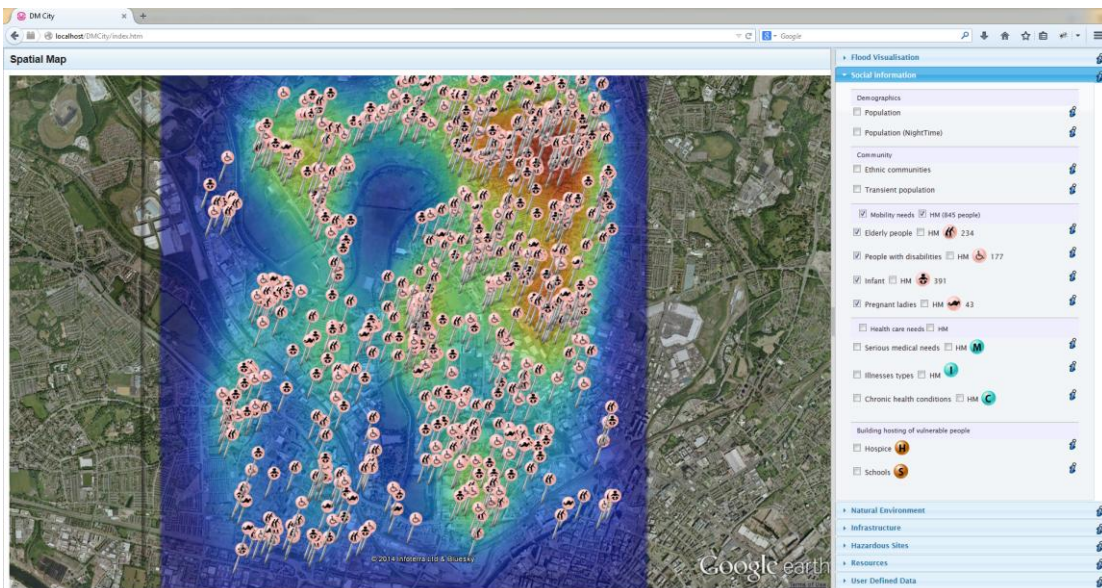 DM City
localhost/DMCity/index.htm
Google
Spatial Map
© 2014 Infoterra Ltd & Bluesky
Google earth
Flood Visualisation
Social Information
Demographics
Population
Population (NightTime)
Community
Ethnic communities
Transient population
Mobility needs HM (845 people)
Elderly people HM 234
People with disabilities HM 177
Infant HM 391
Pregnant ladies HM 43
Health care needs HM
Serious medical needs HM M
Illnesses types HM I
Chronic health conditions HM C
Building hosting of vulnerable people
Hospice H
Schools S
Natural Environment
Infrastructure
Hazardous Sites
Resources
User Defined Data